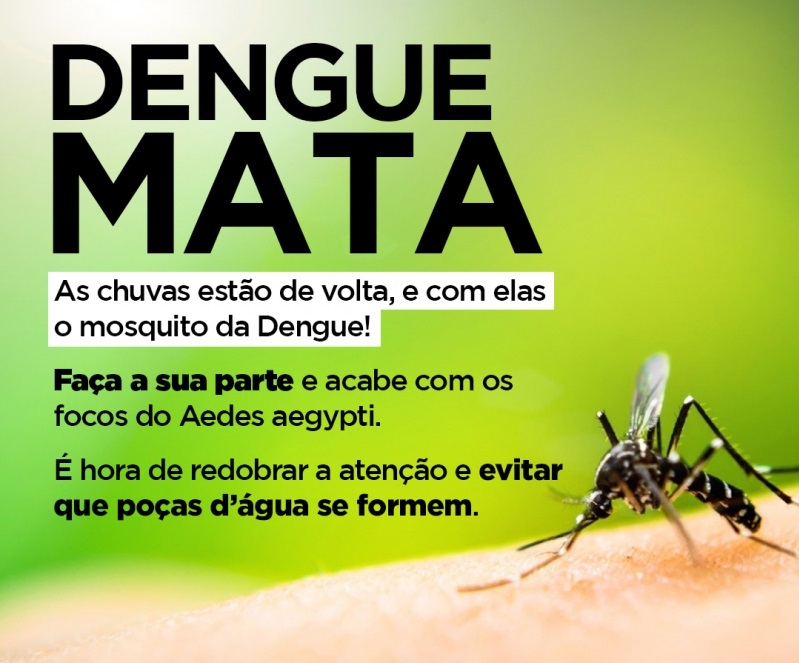 DENGUE
MATA
As chuvas estão de volta, e com elas
o mosquito da Dengue!
Faça a sua parte e acabe com os
focos do Aedes aegypti.
É hora de redobrar a atenção e evitar
que poças d’água se formem.